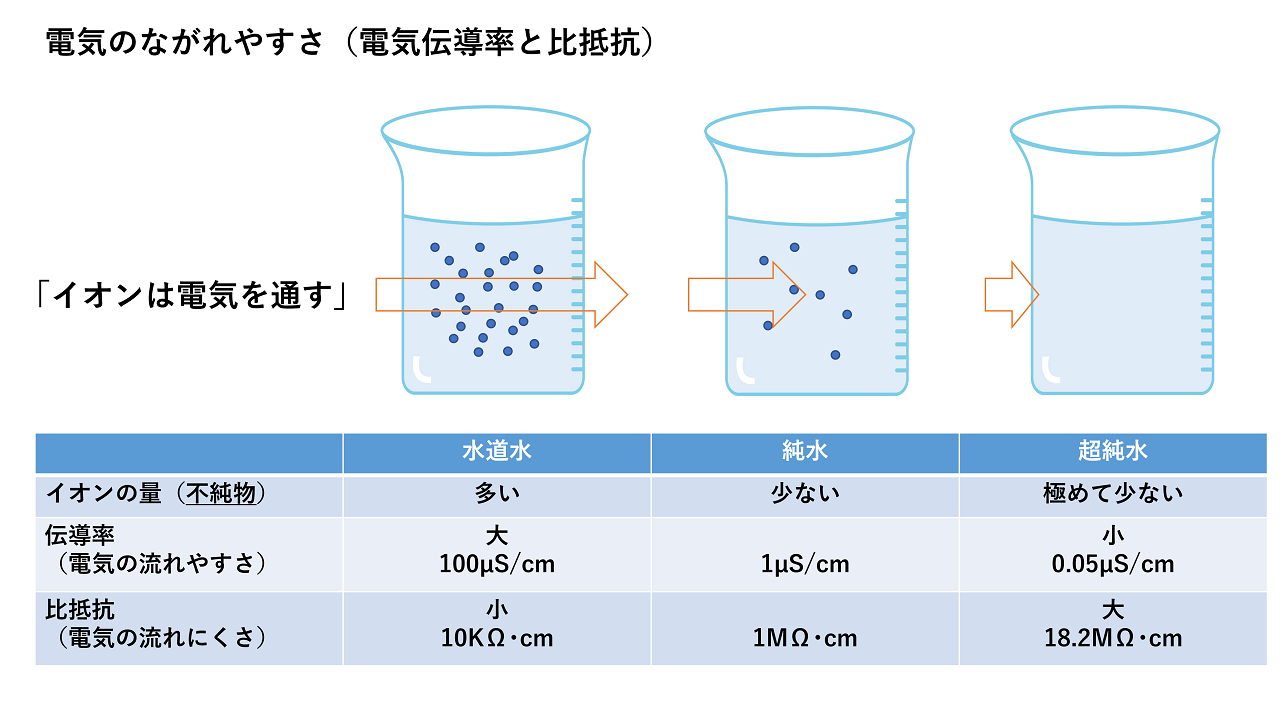 電気のながれやすさ（電気伝導率と比抵抗）
「イオンは電気を通す」
水道水 純水 超純水
イオンの量（不純物） 多い 少ない 極めて少ない
伝導率 大 小
（電気の流れやすさ） 100μS/cm 1μS/cm 0.05μS/cm
比抵抗 小 大
（電気の流れにくさ） 10KΩ･cm 1MΩ･cm 18.2MΩ･cm